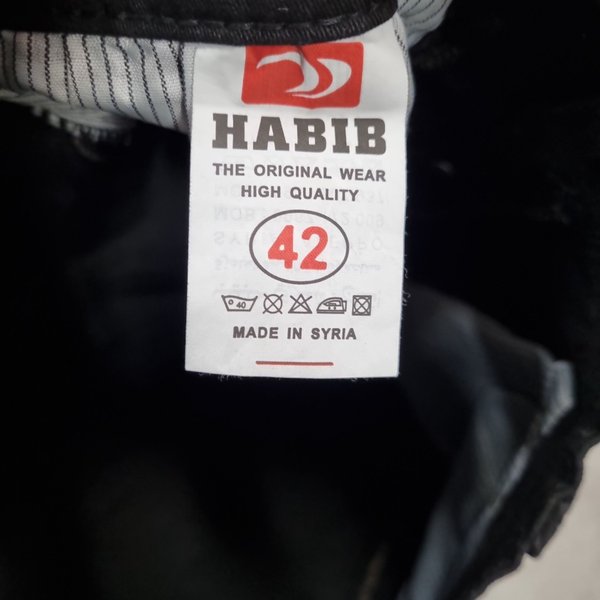 HABIB
THE ORIGINAL WEAR
HIGH QUALITY
42
40
MADE IN SYRIA